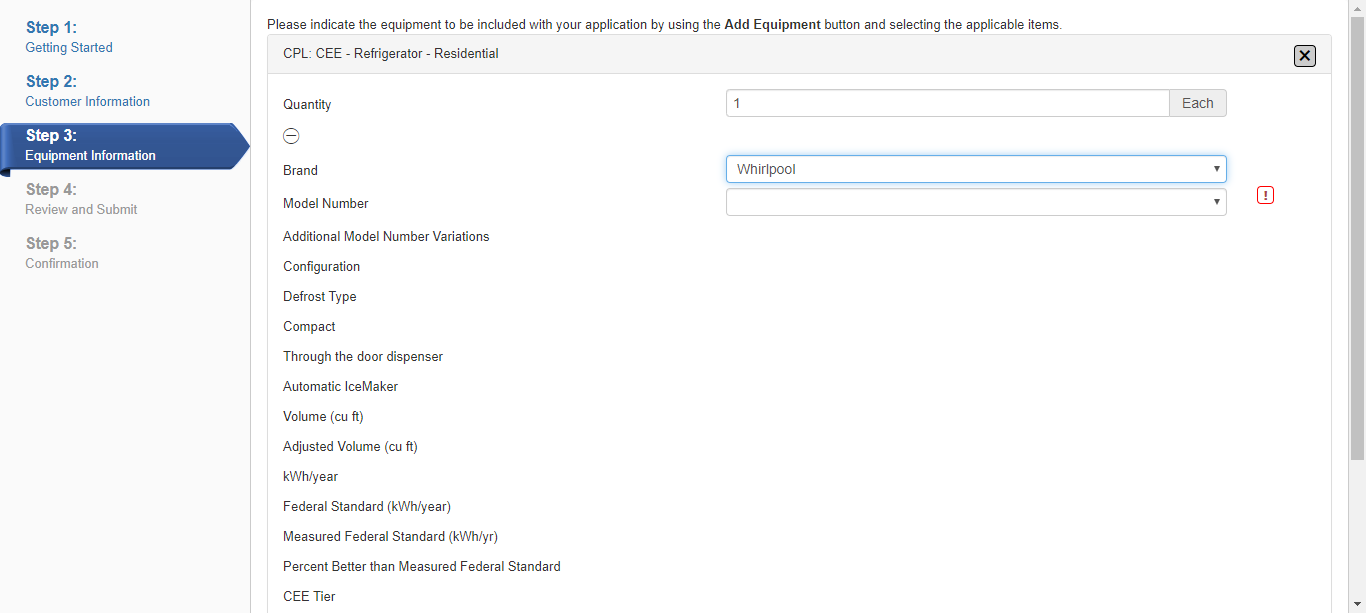 Step 1:
Getting Started
Step 2:
Customer Information
Step 3:
Equipment Information
Step 4:
Review and Submit
Step 5:
Confirmation
Please indicate the equipment to be included with your application by using the Add Equipment button and selecting the applicable items.
CPL: CEE - Refrigerator - Residential
Quantity 1 Each
Brand Whirlpool
Model Number
Additional Model Number Variations
Configuration
Defrost Type
Compact
Through the door dispenser
Automatic IceMaker
Volume (cu ft)
Adjusted Volume (cu ft)
kWh/year
Federal Standard (kWh/year)
Measured Federal Standard (kWh/yr)
Percent Better than Measured Federal Standard
CEE Tier